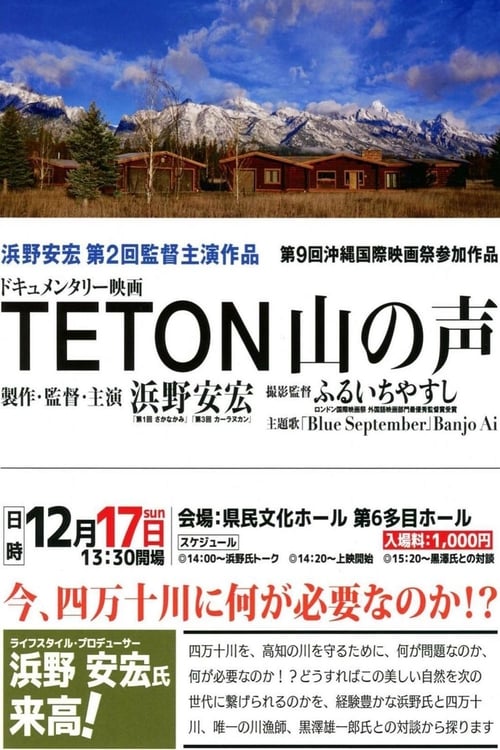 浜野安宏 第2回監督主演作品 第9回沖縄国際映画祭参加作品
ドキュメンタリー映画
TETON 山の声
製作・監督・主演 浜野安宏 撮影監督 ふるいちやすし
「第1回 さかなかみ」「第3回 カーラヌカン」 ロンドン国際映画祭 外国語映画部門最優秀監督賞受賞
主題歌「Blue September」Banjo Ai
日時 12月17日sun 会場:県民文化ホール 第6多目ホール
13:30開場 スケジュール 入場料:1,000円
◎14:00〜浜野氏トーク ◎14:20〜上映開始 ◎15:20〜黒澤氏との対談
今、四万十川に何が必要なのか!?
ライフスタイル・プロデューサー
浜野 安宏氏
来高!
四万十川を、高知の川を守るために、何が問題なのか、
何が必要なのか!?どうすればこの美しい自然を次の
世代に繋げられるのかを、経験豊かな浜野氏と四万十
川、唯一の川漁師、黒澤雄一郎氏との対談から探ります